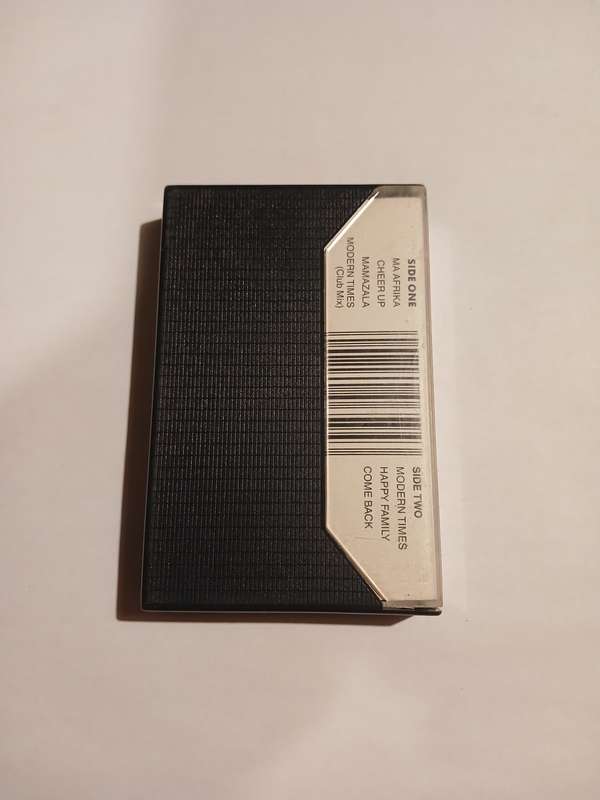 SIDE ONE
MA AFRIKA
CHEER UP
MAMAZALA
MODERN TIMES
(Club Mix)
SIDE TWO
MODERN TIMES
HAPPY FAMILY
COME BACK